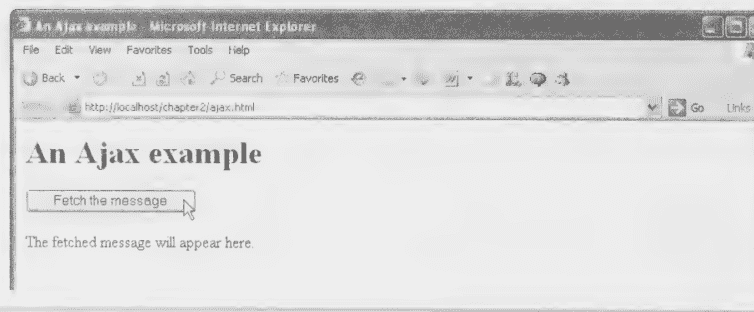 An Ajax example - Microsoft Internet Explorer
File Edit View Favorites Tools Help
Back Search Favorites
http://localhost/chapter2/ajax.html Go Links
An Ajax example
Fetch the message
The fetched message will appear here.